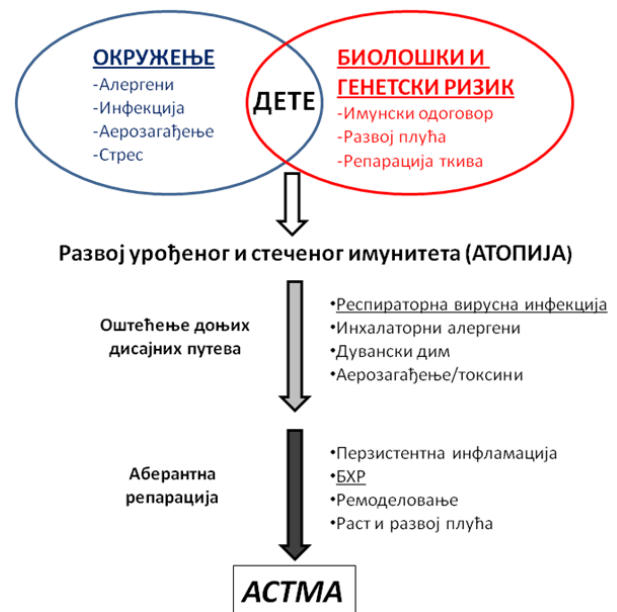 ОКРУЖЕЊЕ
-Алергени
-Инфекција
-Аерозагађење
-Стрес
ДЕТЕ
БИОЛОШКИ И
ГЕНЕТСКИ РИЗИК
-Имунски одоговор
-Развој плућа
-Репарација ткива
Развој урођеног и стеченог имунитета (АТОПИЈА)
Оштећење доњих
дисајних путева
•Респираторна вирусна инфекција
•Инхалаторни алергени
•Дувански дим
•Аерозагађење/токсини
Аберантна
репарација
•Перзистентна инфламација
•БХР
•Ремоделовање
•Раст и развој плућа
АСТМА